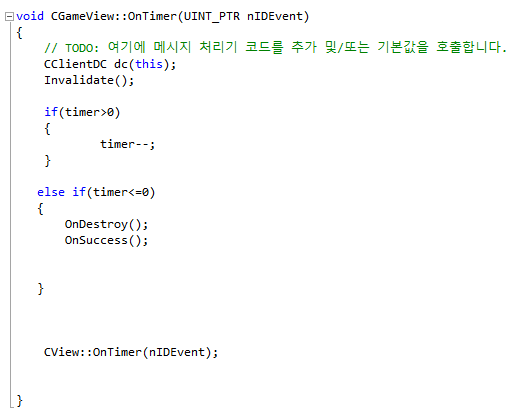 void CGameView::OnTimer(UINT_PTR nIDEvent)
{
// TODO: 여기에 메시지 처리기 코드를 추가 및/또는 기본값을 호출합니다.
CClientDC dc(this);
Invalidate();
if(timer>0)
{
timer--;
}
else if(timer<=0)
{
OnDestroy();
OnSuccess();
}
CView::OnTimer(nIDEvent);
}